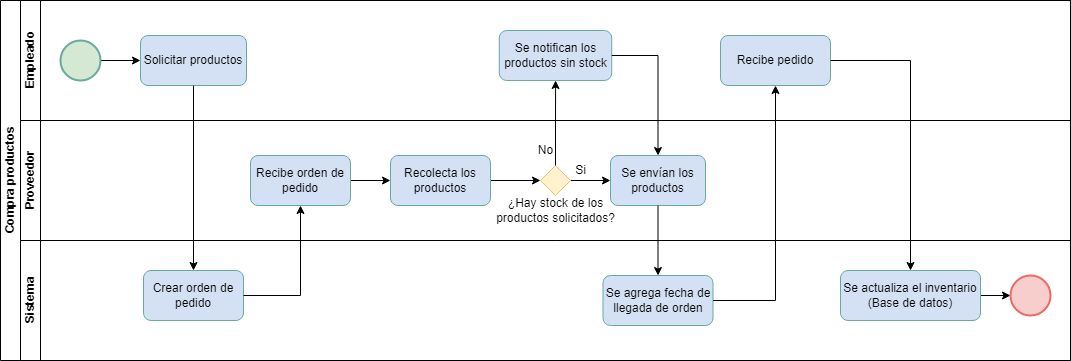 Compra productos
Empleado
Solicitar productos
Se notifican los
productos sin stock
Recibe pedido
Proveedor
Recibe orden de
pedido
Recolecta los
productos
No
Si
¿Hay stock de los
productos solicitados?
Se envían los
productos
Sistema
Crear orden de
pedido
Se agrega fecha de
llegada de orden
Se actualiza el inventario
(Base de datos)